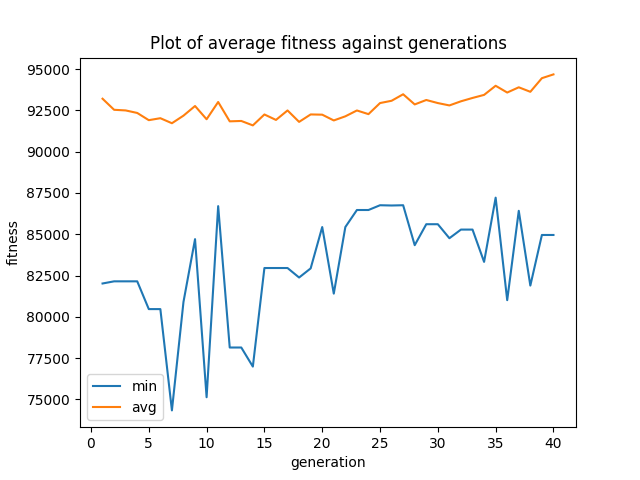 Plot of average fitness against generations
95000
92500
90000
87500
85000
82500
80000
77500
75000
fitness
min
avg
0 5 10 15 20 25 30 35 40
generation